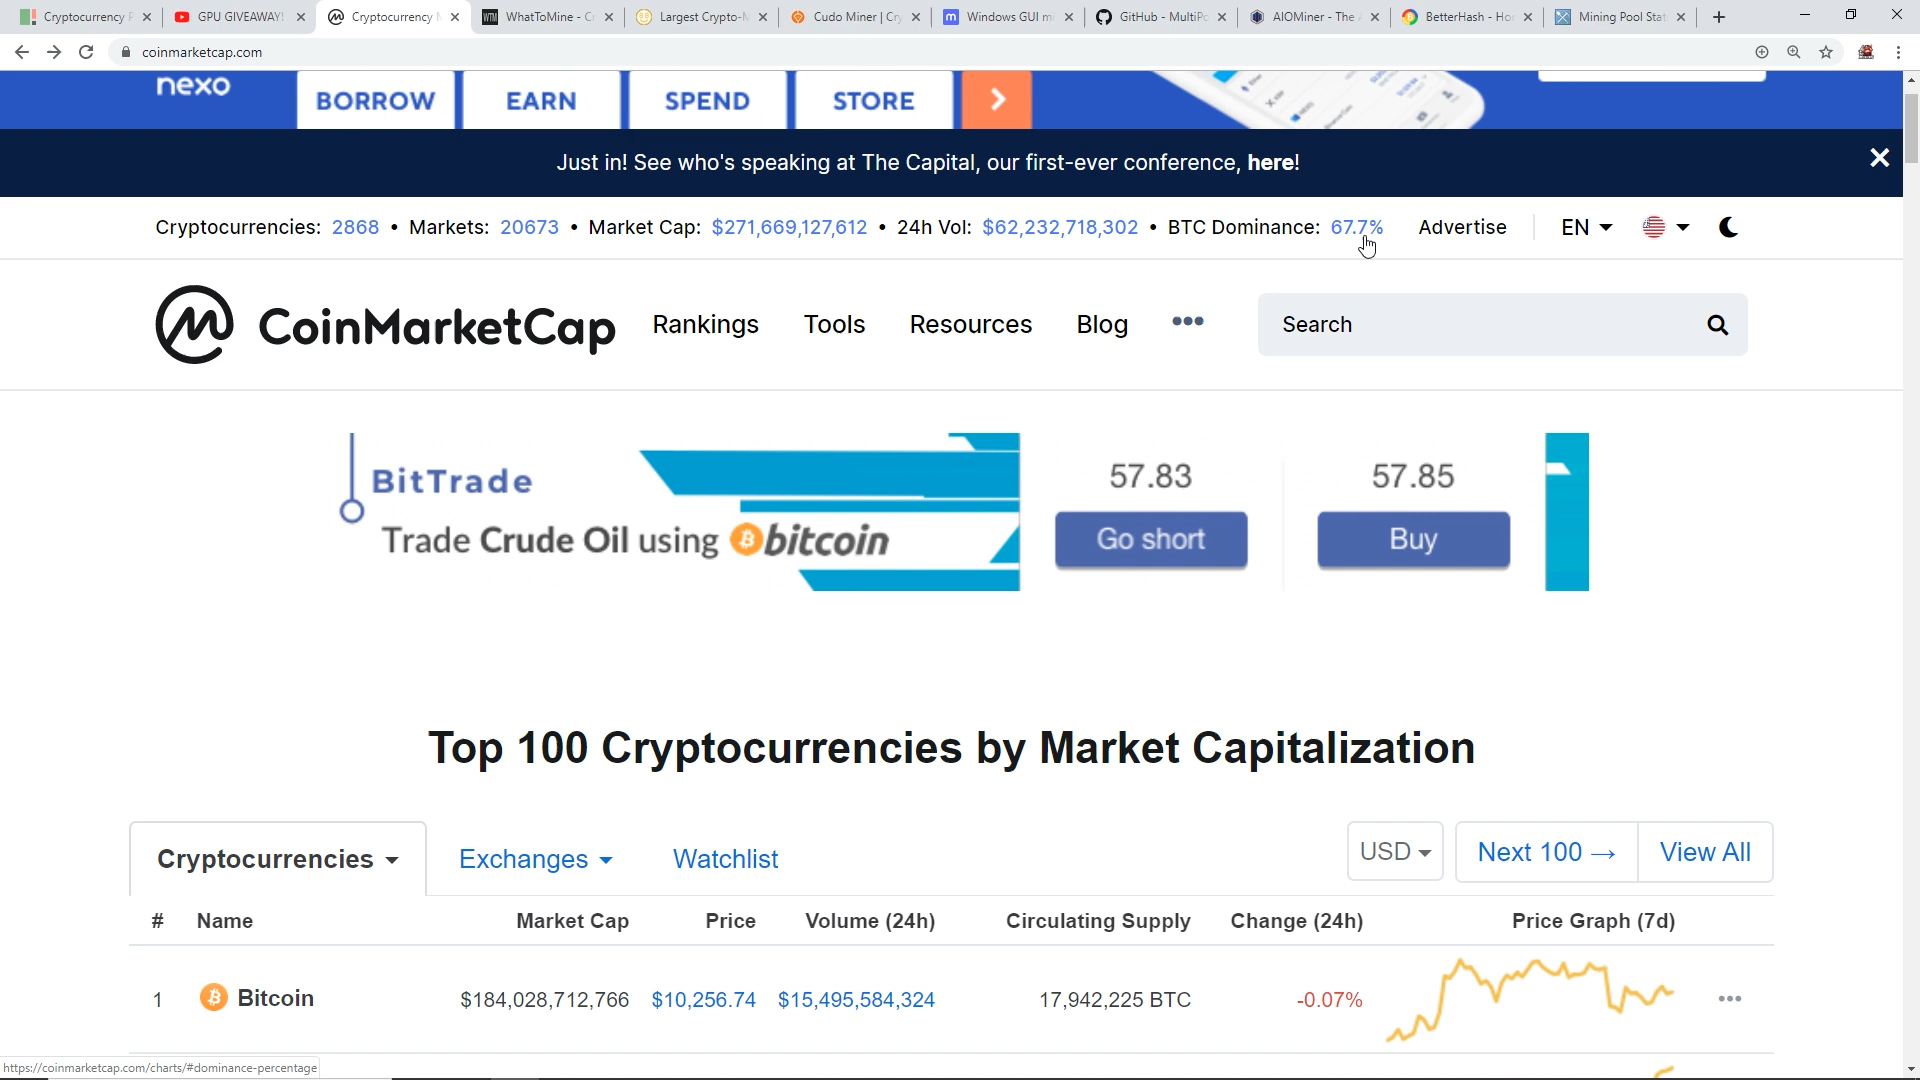 Cryptocurrency P
GPU GIVEAWAY!
Cryptocurrency M
WhatToMine - C
Largest Crypto-M
Cudo Miner | Cr
Windows GUI mi
GitHub - MultiPo
AIOMiner - The A
BetterHash - Ho
Mining Pool Stat
coinmarketcap.com
nexo
BORROW
EARN
SPEND
STORE
Just in! See who's speaking at The Capital, our first-ever conference, here!
Cryptocurrencies: 2868 • Markets: 20673 • Market Cap: $271,669,127,612 • 24h Vol: $62,232,718,302 • BTC Dominance: 67.7% Advertise EN
CoinMarketCap
Rankings Tools Resources Blog •••
Search
BitTrade
Trade Crude Oil using bitcoin
57.83 57.85
Go short Buy
Top 100 Cryptocurrencies by Market Capitalization
Cryptocurrencies Exchanges Watchlist USD Next 100 → View All
# Name Market Cap Price Volume (24h) Circulating Supply Change (24h) Price Graph (7d)
1 Bitcoin $184,028,712,766 $10,256.74 $15,495,584,324 17,942,225 BTC -0.07% •••
https://coinmarketcap.com/charts/#dominance-percentage